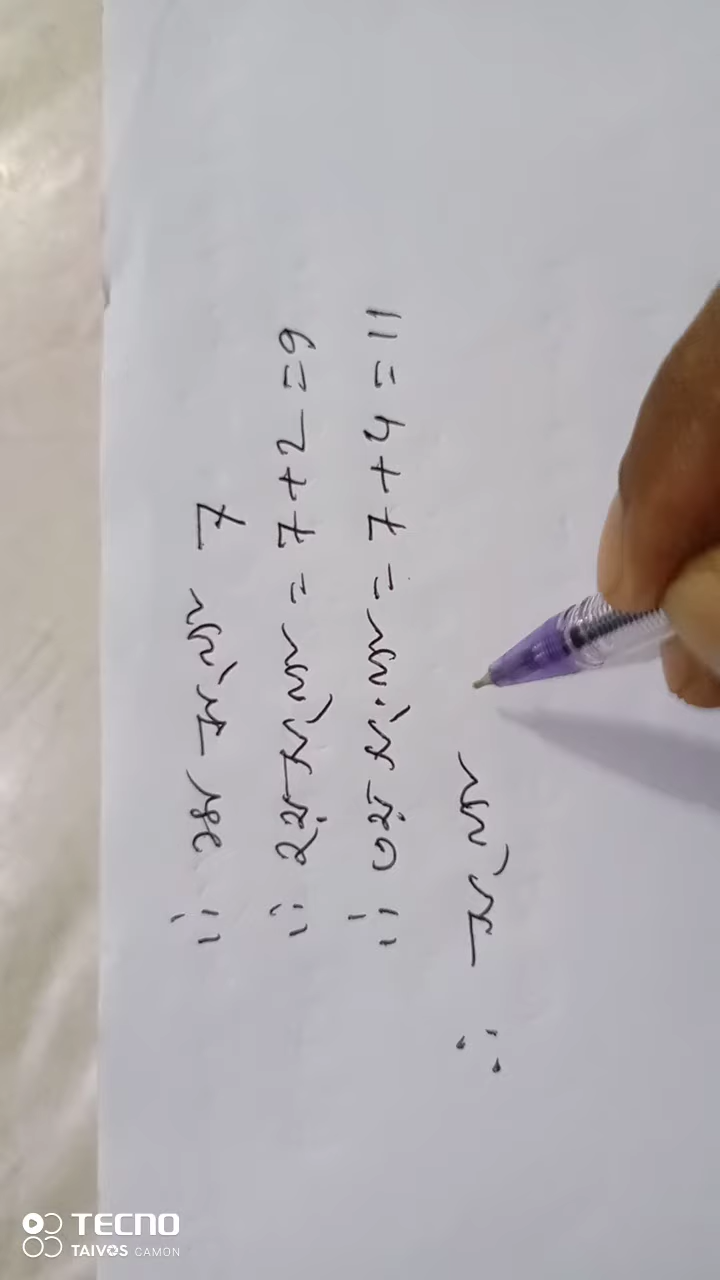 ∴ ১ম সংখ্যা 7
∴ ২য় সংখ্যা = 7+2 = 9
∴ ৩য় সংখ্যা = 7+4 = 11
∴ সংখ্যা
TECNO
TAIVOS CAMON